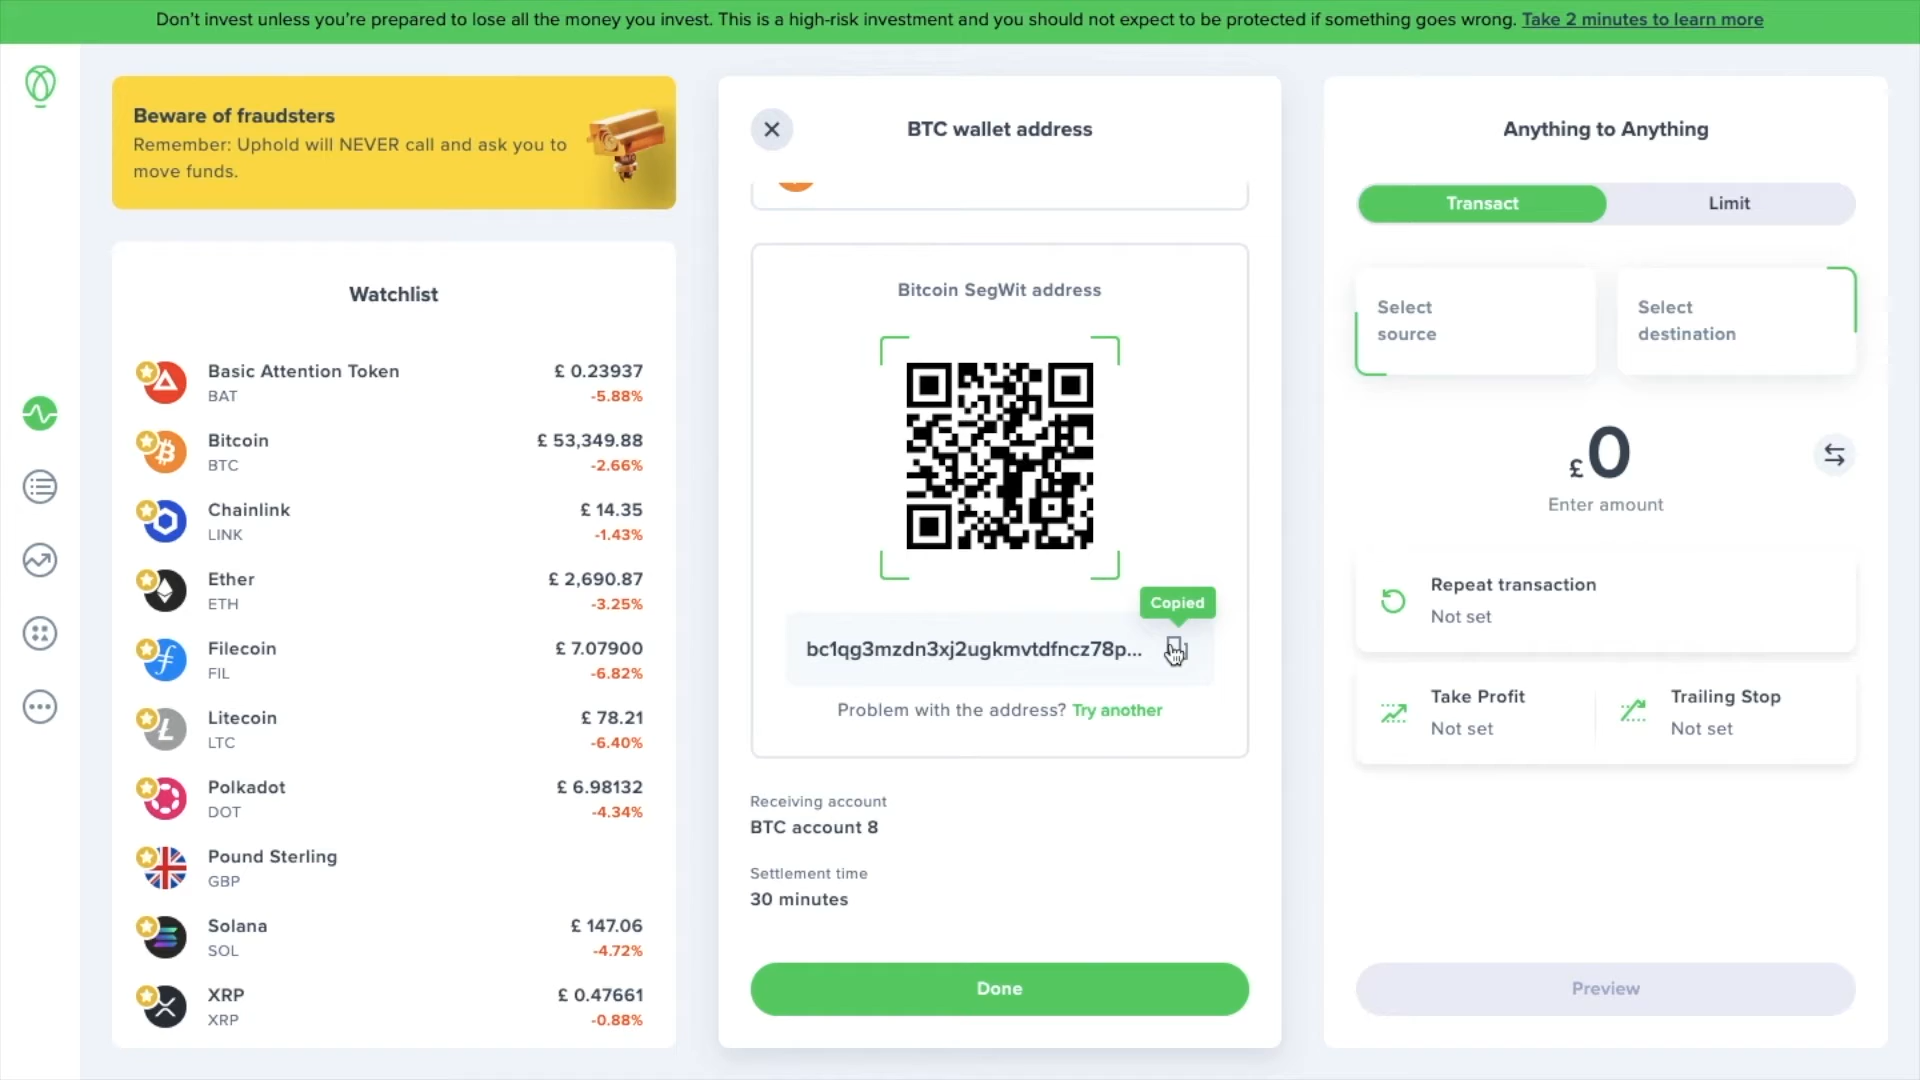 Don't invest unless you're prepared to lose all the money you invest. This is a high-risk investment and you should not expect to be protected if something goes wrong. Take 2 minutes to learn more
Beware of fraudsters
Remember: Uphold will NEVER call and ask you to
move funds.
Watchlist
Basic Attention Token
£ 0.23937
BAT
-5.88%
Bitcoin
£ 53,349.88
BTC
-2.66%
Chainlink
£ 14.35
LINK
-1.43%
Ether
£ 2,690.87
ETH
-3.25%
Filecoin
£ 7.07900
FIL
-6.82%
Litecoin
£ 78.21
LTC
-6.40%
Polkadot
£ 6.98132
DOT
-4.34%
Pound Sterling
GBP
Solana
£ 147.06
SOL
-4.72%
XRP
£ 0.47661
XRP
-0.88%
BTC wallet address
Bitcoin SegWit address
Copied
bc1qg3mzdn3xj2ugkmvtdfncz78p...
Problem with the address? Try another
Receiving account
BTC account 8
Settlement time
30 minutes
Done
Anything to Anything
Transact
Limit
Select
source
Select
destination
£0
Enter amount
Repeat transaction
Not set
Take Profit
Not set
Trailing Stop
Not set
Preview